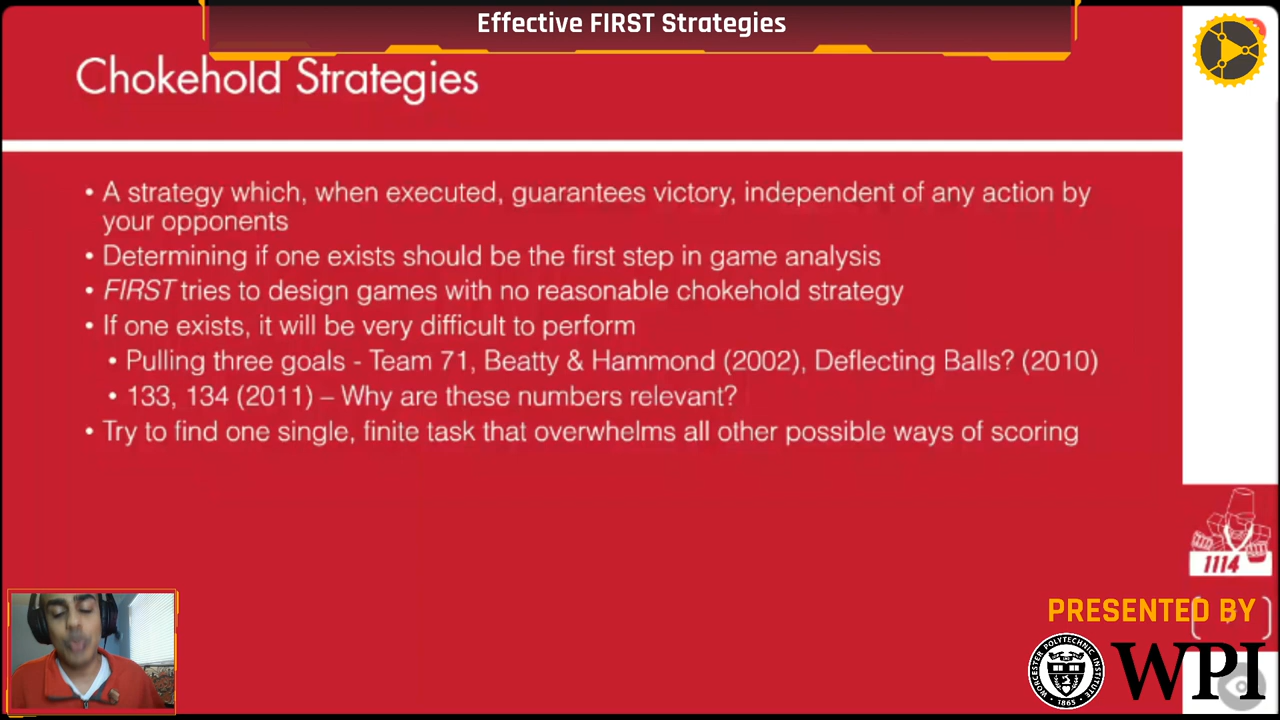 Effective FIRST Strategies
Chokehold Strategies
• A strategy which, when executed, guarantees victory, independent of any action by
your opponents
• Determining if one exists should be the first step in game analysis
• FIRST tries to design games with no reasonable chokehold strategy
• If one exists, it will be very difficult to perform
• Pulling three goals - Team 71, Beatty & Hammond (2002), Deflecting Balls? (2010)
• 133, 134 (2011) – Why are these numbers relevant?
• Try to find one single, finite task that overwhelms all other possible ways of scoring
1114
PRESENTED BY
WORCESTER POLYTECHNIC INSTITUTE
1865
WPI